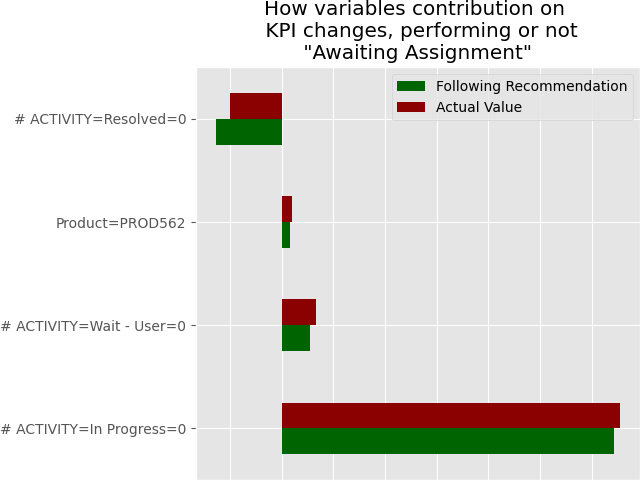 How variables contribution on
KPI changes, performing or not
"Awaiting Assignment"
Following Recommendation
Actual Value
# ACTIVITY=Resolved=0
Product=PROD562
# ACTIVITY=Wait - User=0
# ACTIVITY=In Progress=0